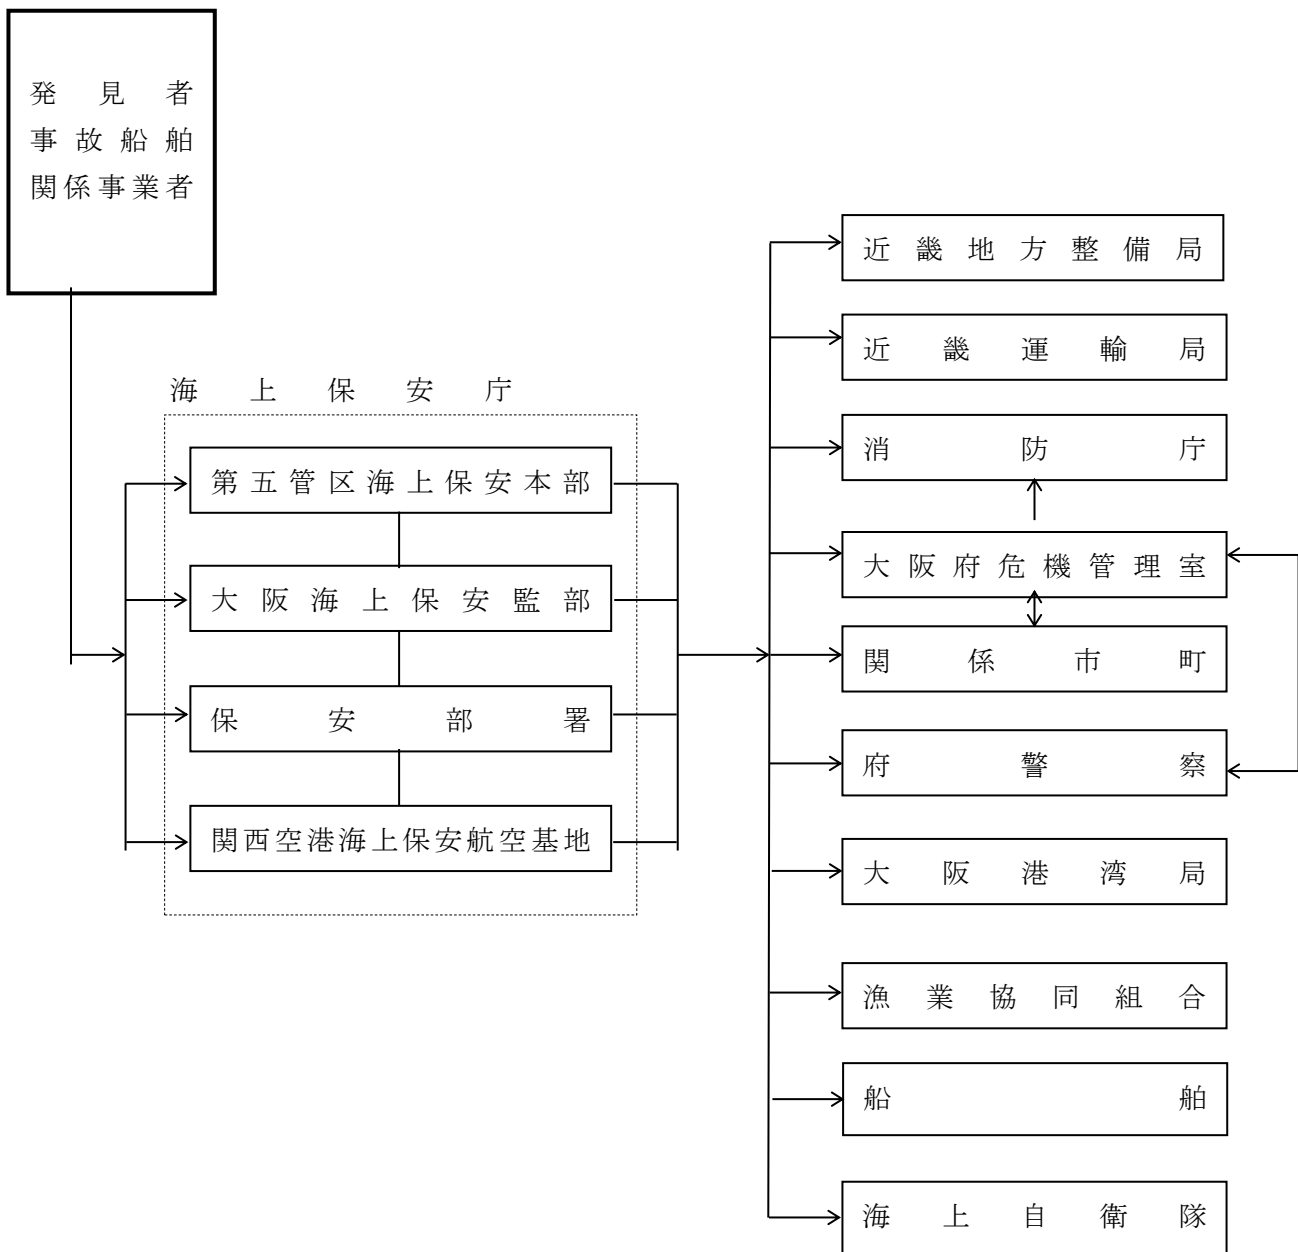 発見者
事故船舶
関係事業者
海上保安庁
第五管区海上保安本部
大阪海上保安監部
保安部署
関西空港海上保安航空基地
近畿地方整備局
近畿運輸局
消防庁
大阪府危機管理室
関係市町
府警察
大阪港湾局
漁業協同組合
船舶
海上自衛隊